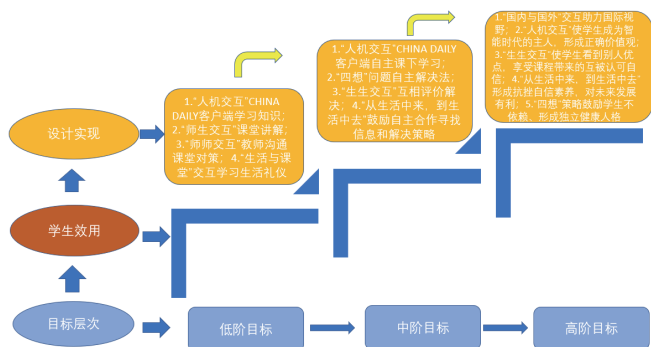 设计实现
学生效用
目标层次
1.“人机交互”CHINA
DAILY客户端学习知识；
2.“师生交互”课堂讲解；
3.“师师交互”教师沟通
课堂对策；4.“生活与课
堂”交互学习生活礼仪
1.“人机交互”CHINA DAILY
客户端自主课下学习；
2.“四想”问题自主解决法；
3.“生生交互”互相评价解
决；4.“从生活中来，到生
活中去”鼓励自主合作寻找
信息和解决策略
1.“国内与国外”交互助力国际视
野；2.“人机交互”使学生成为智
能时代的主人，形成正确价值观；
3.“生生交互”使学生看到别人优
点，享受课程带来的互被认可自
信；4.“从生活中来，到生活中去”
形成抗挫自信素养，对未来发展
有利；5.“四想”策略鼓励学生不
依赖、形成独立健康人格
低阶目标
中阶目标
高阶目标